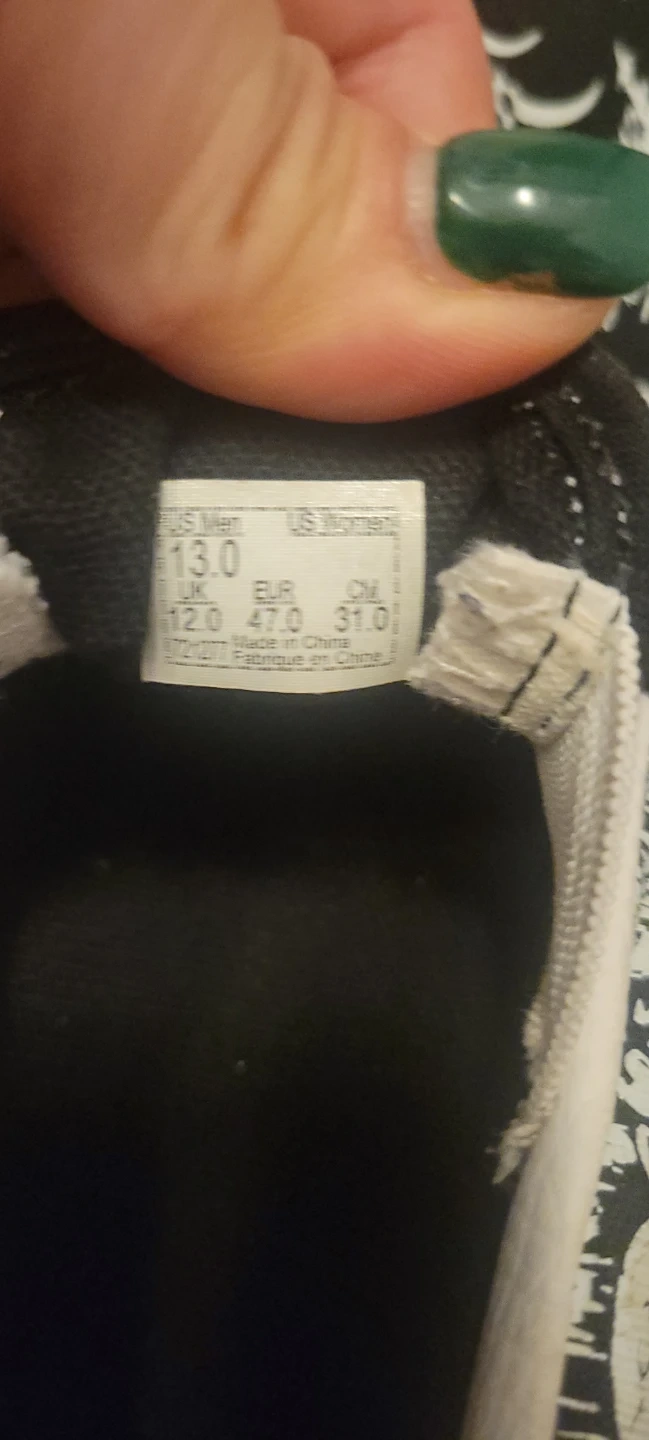 US Men US Women
13.0
UK EUR CM
12.0 47.0 31.0
721277 Made in China
Fabriqué en Chine